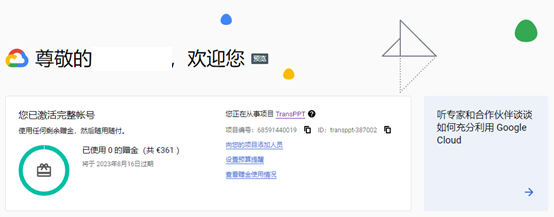 尊敬的 ，欢迎您 预览
您已激活完整帐号
使用任何剩余赠金，然后随用随付。
已使用 0 的赠金（共 €361 ）
将于 2023年8月16日过期
您正在从事项目 TransPPT
项目编号：68591440019 ID：transppt-387002
向您的项目添加人员
设置预算提醒
查看赠金使用情况
听专家和合作伙伴谈谈
如何充分利用 Google
Cloud